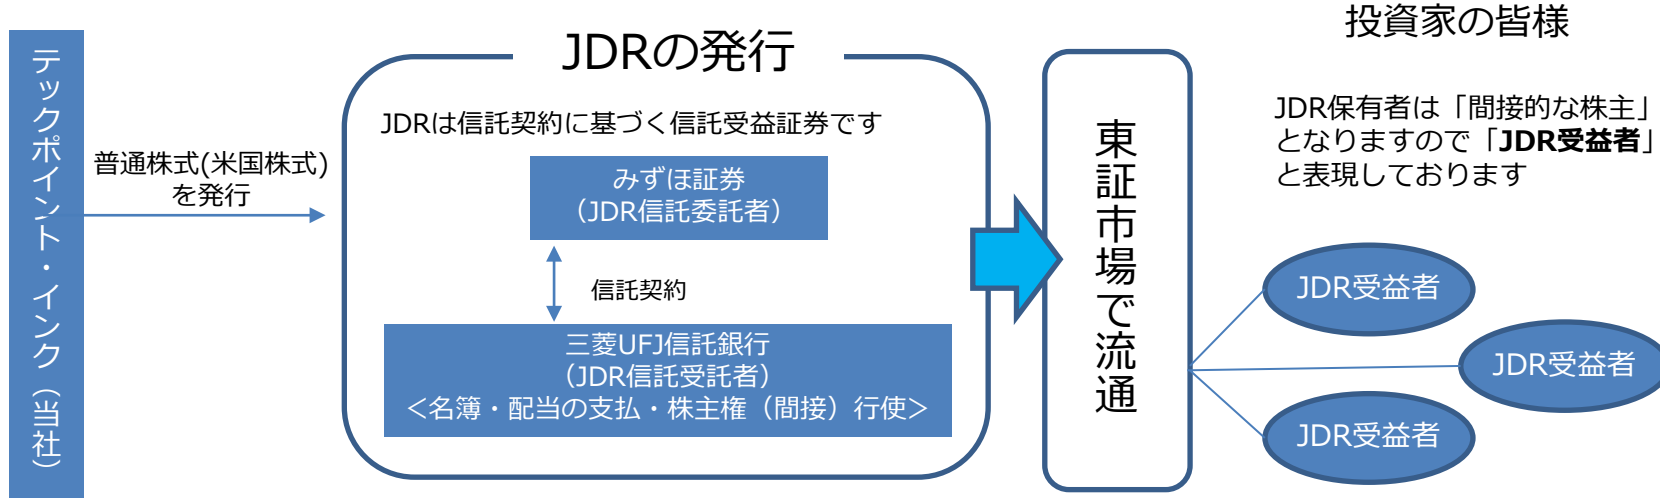 テックポイント・インク（当社）
普通株式(米国株式)
を発行
JDRの発行
JDRは信託契約に基づく信託受益証券です
みずほ証券
（JDR信託委託者）
信託契約
三菱UFJ信託銀行
（JDR信託受託者）
＜名簿・配当の支払・株主権（間接）行使＞
東証市場で流通
投資家の皆様
JDR保有者は「間接的な株主」
となりますので「JDR受益者」
と表現しております
JDR受益者
JDR受益者
JDR受益者